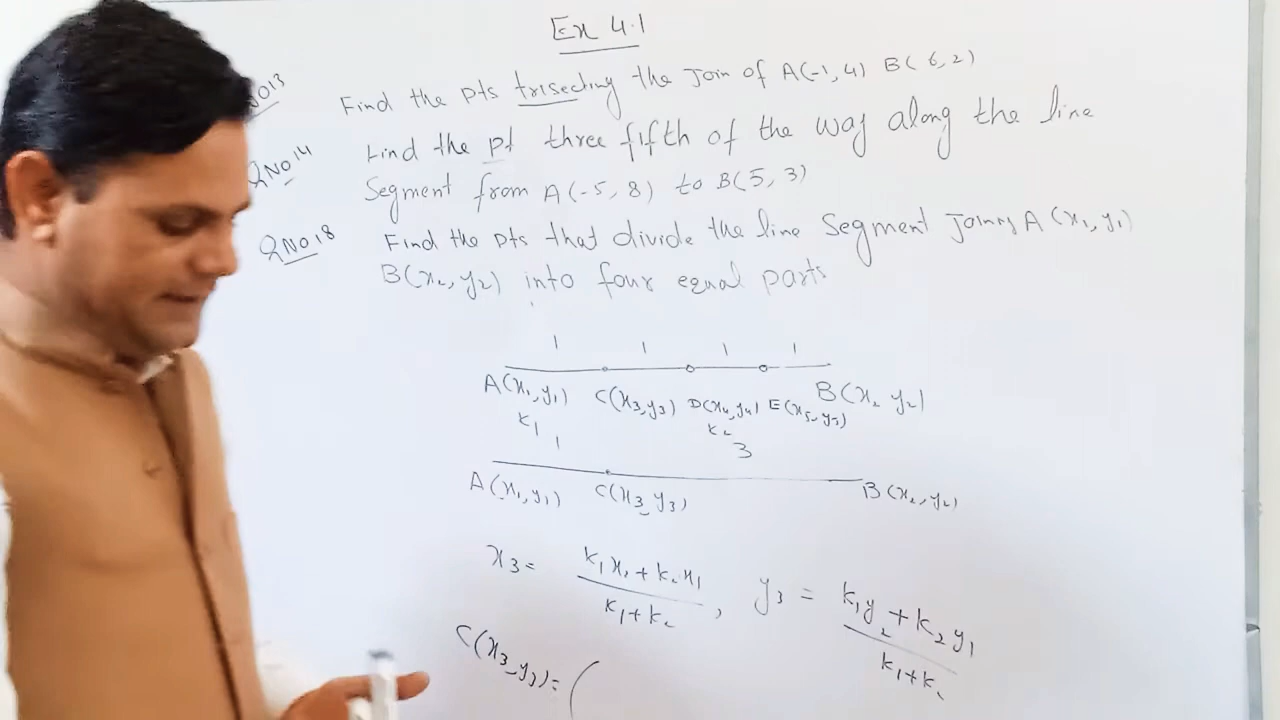 Ex 4.1
No13 Find the pts trisecting the join of A(-1, 4) B(6, 2)
QNO14 Find the pt three fifth of the way along the line
Segment from A(-5, 8) to B(5, 3)
QNO18 Find the pts that divide the line Segment Joining A(x₁, y₁)
B(x₂, y₂) into four equal parts
1 1 1 1
A(x₁, y₁) C(x₃, y₃) D(x₄, y₄) E(x₅, y₅) B(x₂ y₂)
K₁ K₂
1 3
A(x₁, y₁) C(x₃ y₃) B(x₂, y₂)
x₃ = (k₁x₂ + k₂x₁)/(k₁+k₂) , y₃ = (k₁y₂ + k₂y₁)/(k₁+k₂)
C(x₃, y₃) = (